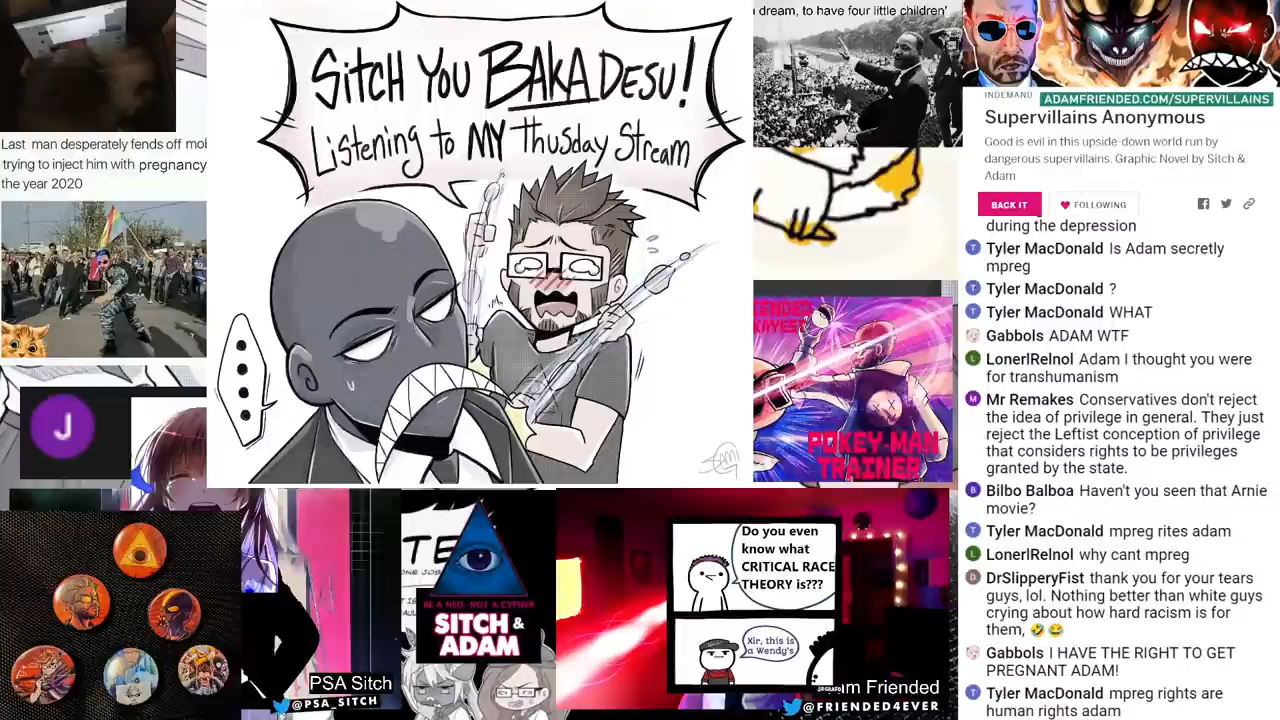 Last man desperately fends off mo
trying to inject him with pregnancy
the year 2020
SITCH YOU BAKA DESU!
Listening to MY Thusday Stream
dream, to have four little children'
INDEMAND
ADAMFRIENDED.COM/SUPERVILLAINS
Supervillains Anonymous
Good is evil in this upside-down world run by
dangerous supervillains. Graphic Novel by Sitch &
Adam
BACK IT
FOLLOWING
during the depression
Tyler MacDonald Is Adam secretly
mpreg
Tyler MacDonald ?
Tyler MacDonald WHAT
Gabbols ADAM WTF
LonerlRelnol Adam I thought you were
for transhumanism
Mr Remakes Conservatives don't reject
the idea of privilege in general. They just
reject the Leftist conception of privilege
that considers rights to be privileges
granted by the state.
Bilbo Balboa Haven't you seen that Arnie
movie?
Tyler MacDonald mpreg rites adam
LonerlRelnol why cant mpreg
DrSlipperyFist thank you for your tears
guys, lol. Nothing better than white guys
crying about how hard racism is for
them, 🤣😂
Gabbols I HAVE THE RIGHT TO GET
PREGNANT ADAM!
Tyler MacDonald mpreg rights are
human rights adam
J
POKEY-MAN
TRAINER
BE A NEO, NOT A CYPHER
SITCH &
ADAM
Do you even
know what
CRITICAL RACE
THEORY is???
Xir, this is
a Wendy's
PSA Sitch
@PSA_SITCH
am Friended
@FRIENDED4EVER